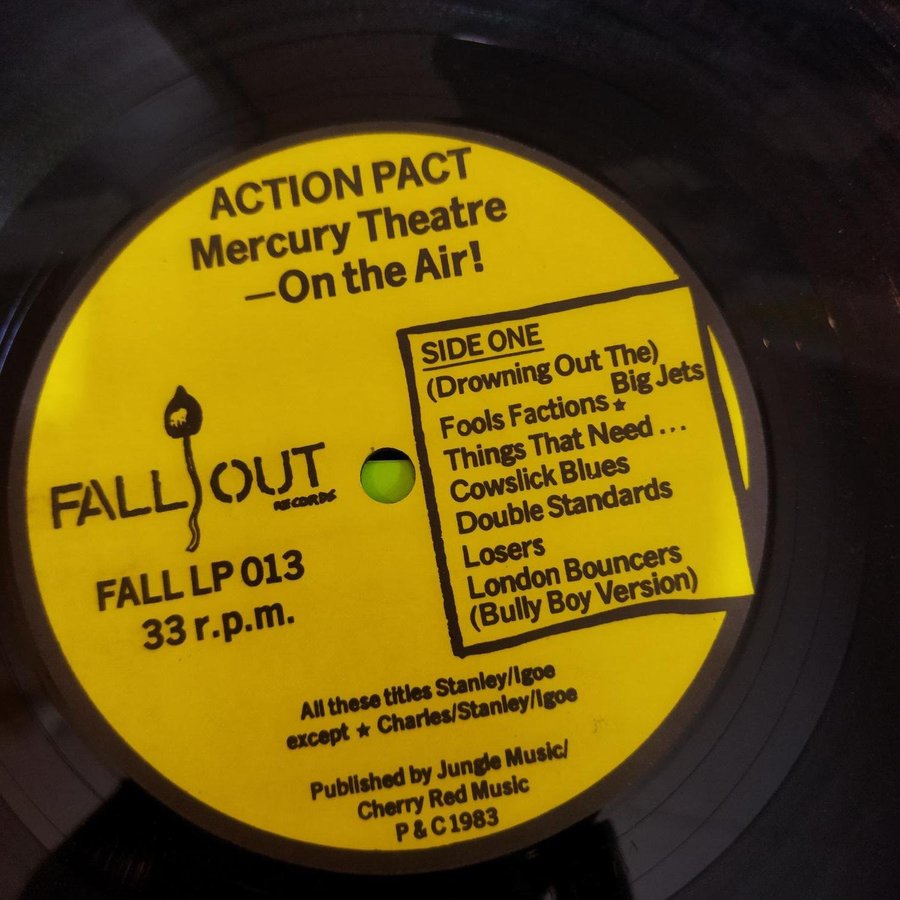 ACTION PACT
Mercury Theatre
—On the Air!
SIDE ONE
(Drowning Out The)
Big Jets
Fools Factions ★
Things That Need ...
Cowslick Blues
Double Standards
Losers
London Bouncers
(Bully Boy Version)
FALL OUT
RECORDS
FALL LP 013
33 r.p.m.
All these titles Stanley/Igoe
except ★ Charles/Stanley/Igoe
Published by Jungle Music/
Cherry Red Music
P & C 1983